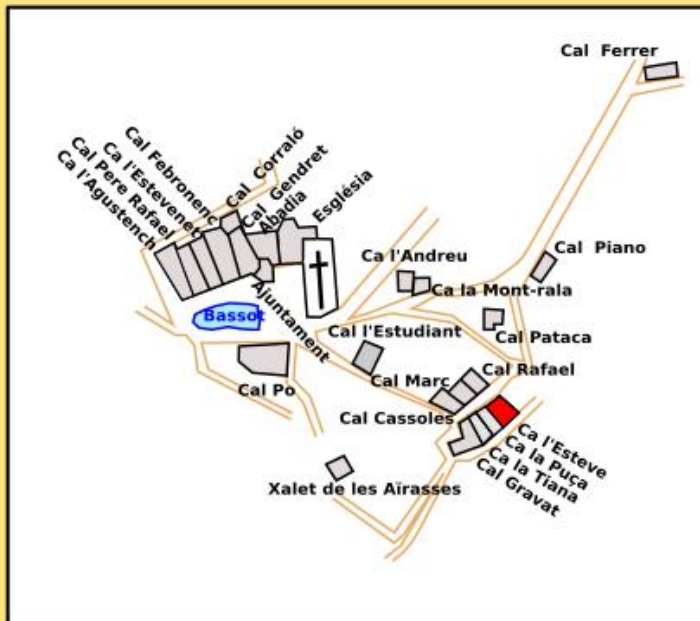 Cal Ferrer
Cal Febronenc
Cal Corraló
Ca l'Estevenet
Cal Gendret
Cal Pere Rafael
Abadia
Ca l'Agustench
Església
Cal Piano
Ca l'Andreu
Ca la Mont-rala
Bassot
Ajuntament
Ca l'Estudiant
Cal Pataca
Cal Marc
Cal Rafael
Cal Po
Cal Cassoles
Ca l'Esteve
Ca la Puça
Ca la Tiana
Cal Gravat
Xalet de les Aïrasses